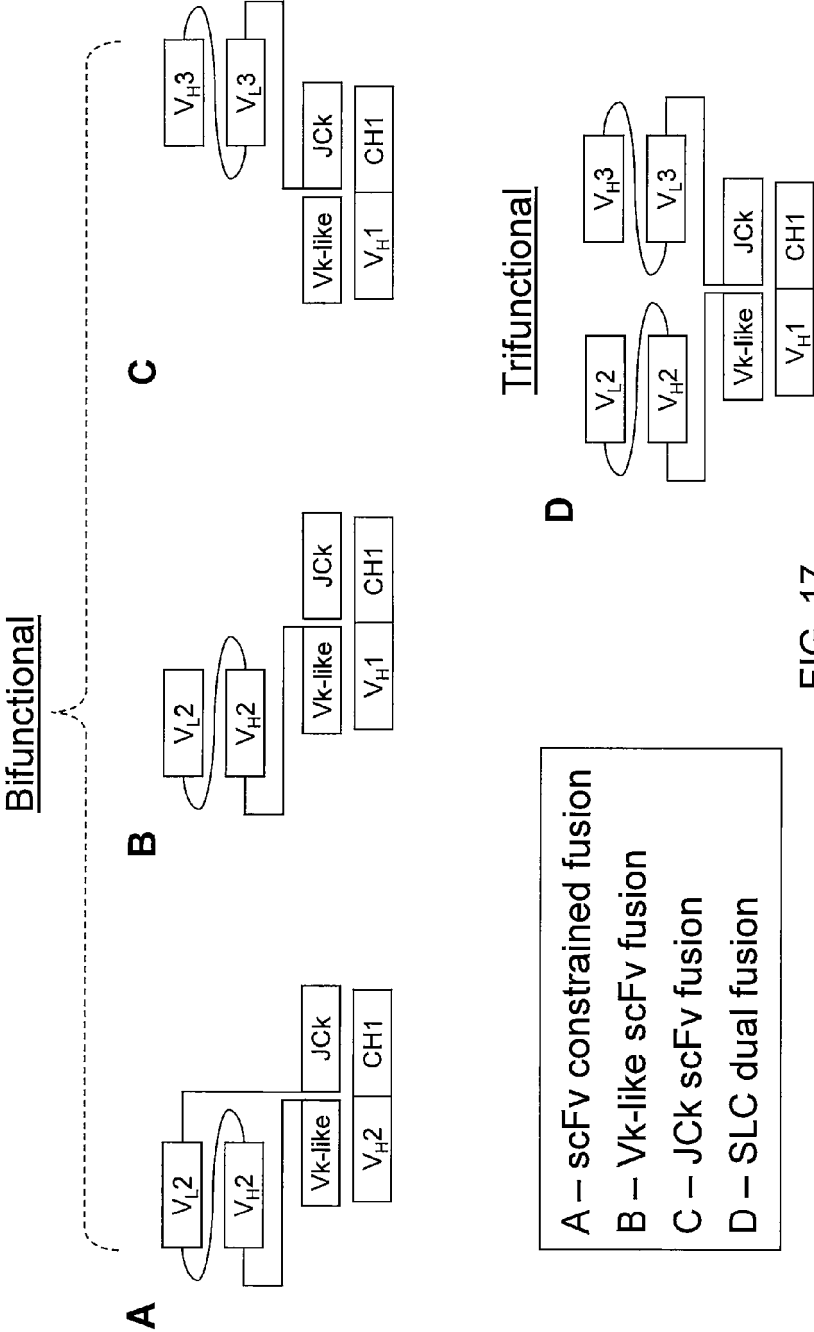 Bifunctional
A
V_L2
V_H2
Vk-like
JCk
V_H2
CH1
B
V_L2
V_H2
Vk-like
JCk
V_H1
CH1
C
V_H3
V_L3
Vk-like
JCk
V_H1
CH1
A – scFv constrained fusion
B – Vk-like scFv fusion
C – JCk scFv fusion
D – SLC dual fusion
Trifunctional
D
V_L2
V_H2
V_H3
V_L3
Vk-like
JCk
V_H1
CH1
FIG. 17